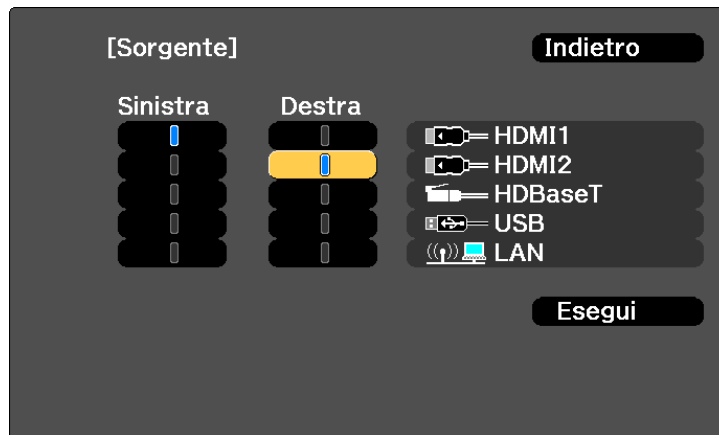 [Sorgente]
Indietro
Sinistra Destra
HDMI1
HDMI2
HDBaseT
USB
LAN
Esegui